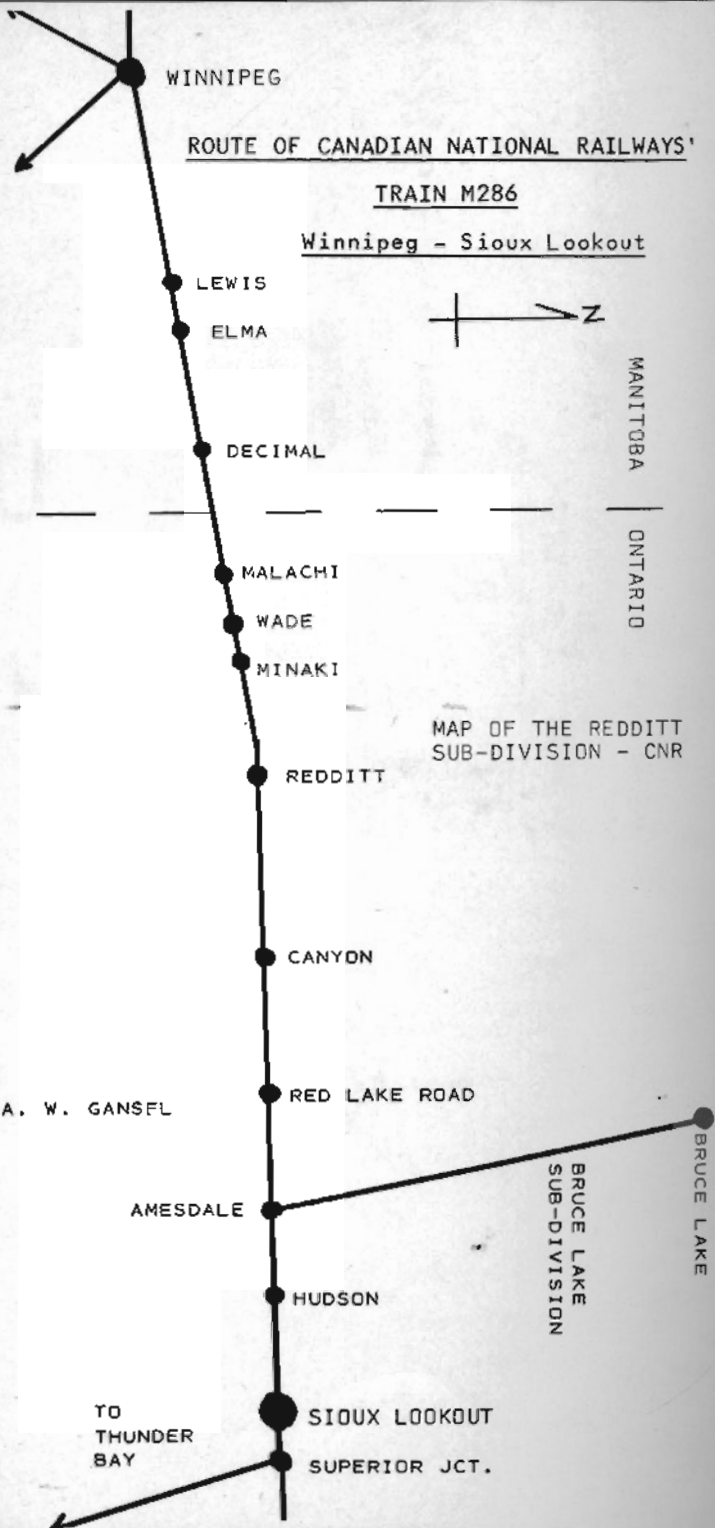 WINNIPEG
ROUTE OF CANADIAN NATIONAL RAILWAYS'
TRAIN M286
Winnipeg - Sioux Lookout
LEWIS
N
ELMA
MANITOBA
DECIMAL
ONTARIO
MALACHI
WADE
MINAKI
MAP OF THE REDDITT
SUB-DIVISION - CNR
REDDITT
CANYON
RED LAKE ROAD
A. W. GANSFL
BRUCE LAKE
BRUCE LAKE
SUB-DIVISION
AMESDALE
HUDSON
TO
THUNDER
BAY
SIOUX LOOKOUT
SUPERIOR JCT.